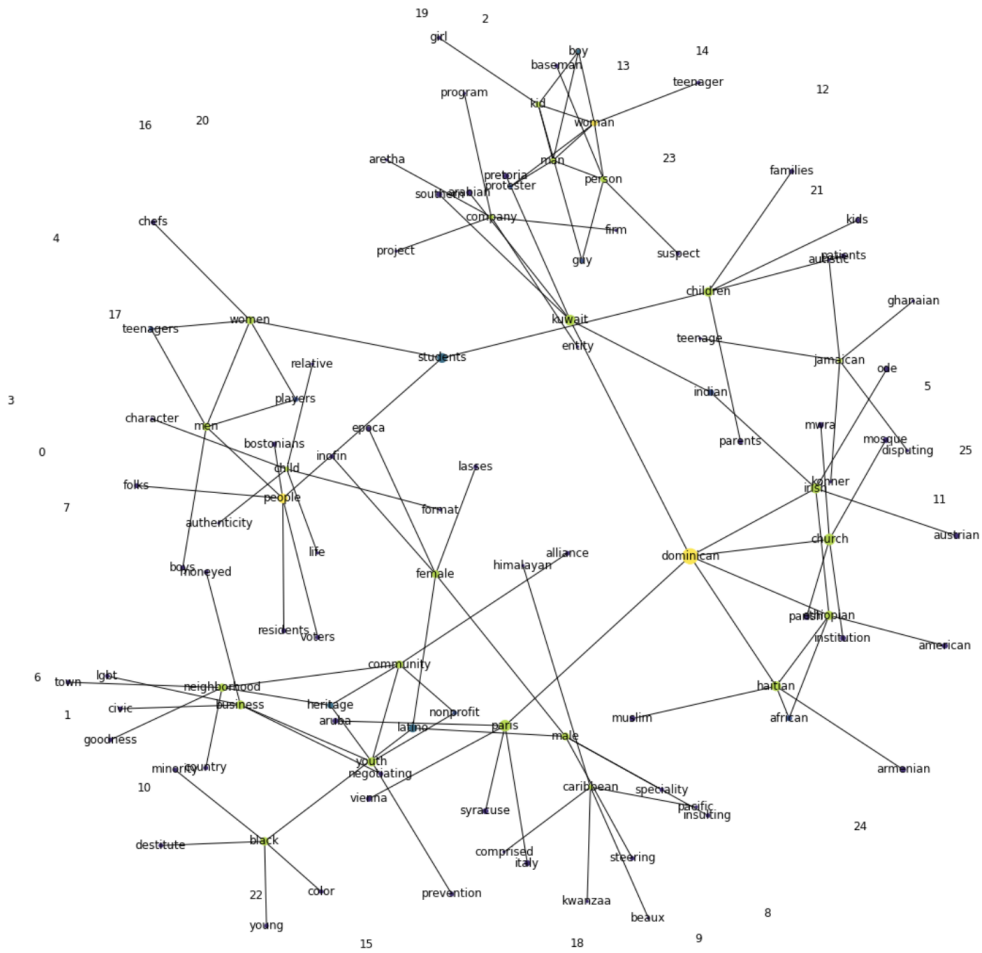 19
2
girl
boy
14
baseman
13
teenager
program
12
kid
20
16
woman
aretha
man
23
families
pretoria
person
protester
21
southern
arabian
company
kids
chefs
firm
4
project
suspect
patients
autistic
guy
children
ghanaian
17
women
kuwait
teenagers
teenage
entity
students
jamaican
relative
ode
5
indian
3
players
character
men
epoca
mwra
bostonians
parents
mosque
0
disputing
25
inorin
child
lasses
konner
folks
irish
people
11
7
format
authenticity
austrian
church
life
alliance
dominican
himalayan
boys
moneyed
female
ethiopian
residents
voters
institution
american
community
6
town
lgbt
neighborhood
haitian
civic
business
heritage
1
aruba
nonprofit
latino
paris
muslim
african
goodness
male
youth
minority
country
negotiating
armonian
10
caribbean
speciality
vienna
pacific
syracuse
insulting
24
destitute
black
comprised
steering
italy
22
color
prevention
kwanzaa
young
beaux
8
15
18
9